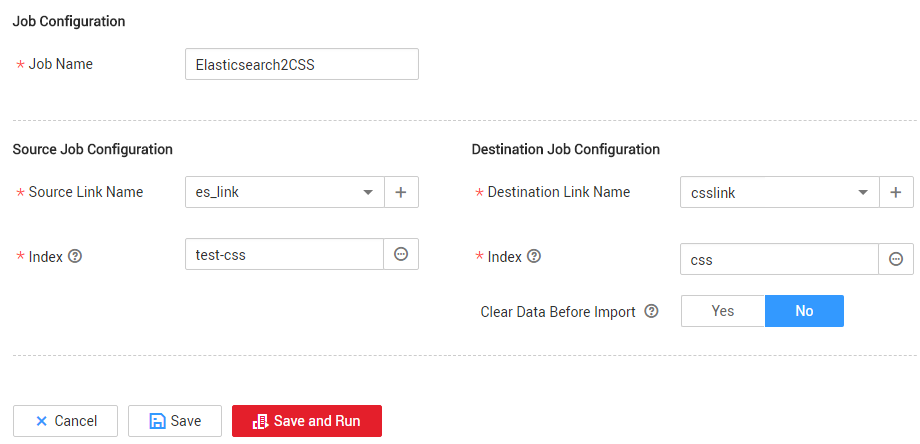 Job Configuration
* Job Name Elasticsearch2CSS
Source Job Configuration Destination Job Configuration
* Source Link Name es_link + * Destination Link Name csslink +
* Index ? test-css * Index ? css
Clear Data Before Import ? Yes No
Cancel Save Save and Run